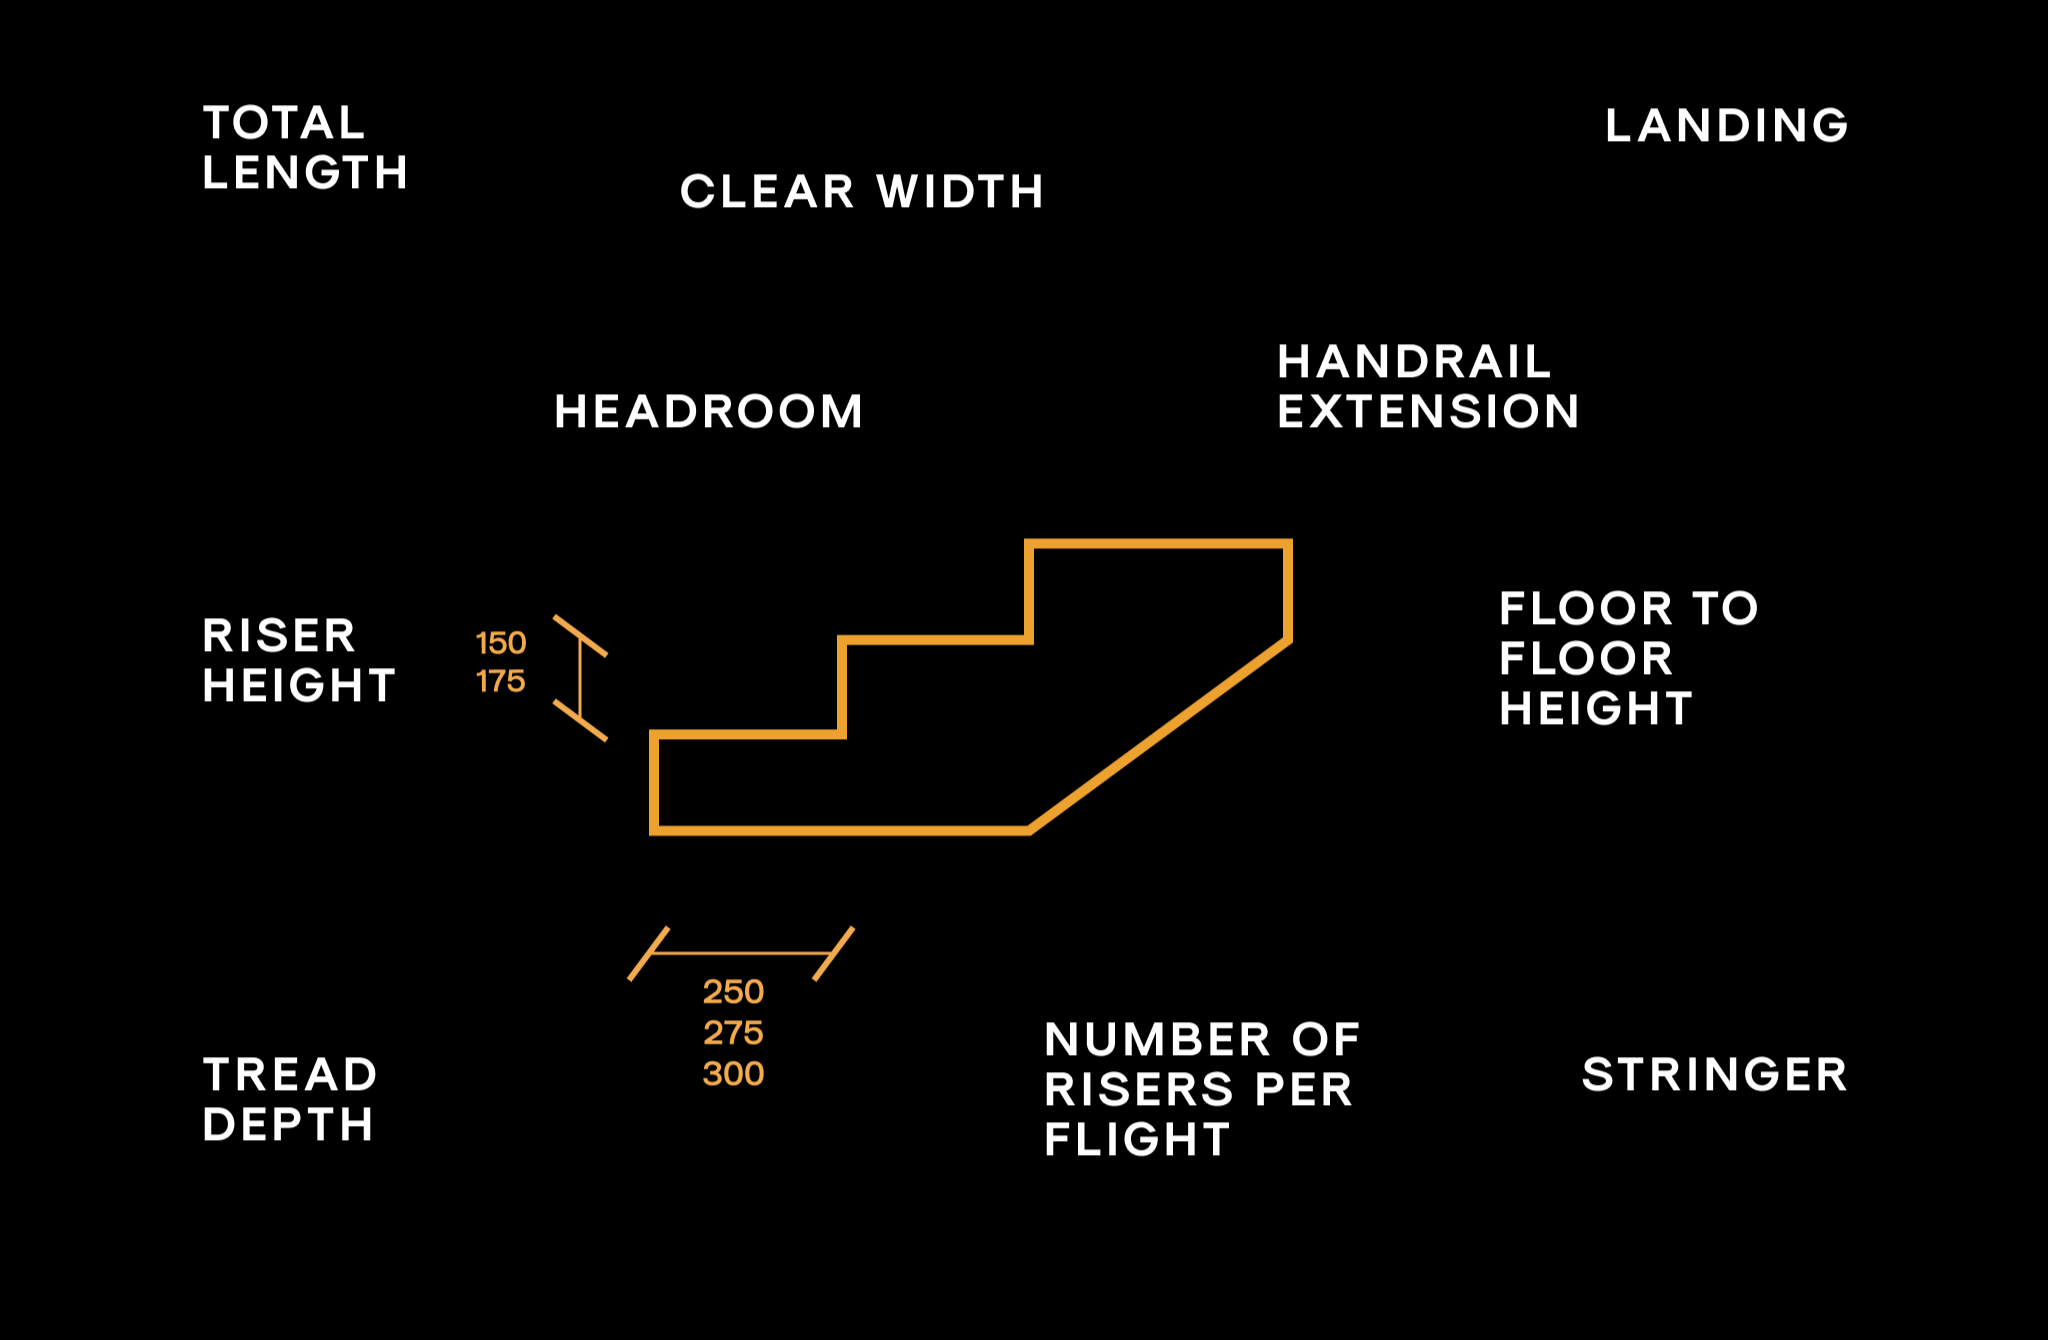 TOTAL
LENGTH
CLEAR WIDTH
LANDING
HEADROOM
HANDRAIL
EXTENSION
RISER
HEIGHT
150
175
FLOOR TO
FLOOR
HEIGHT
TREAD
DEPTH
250
275
300
NUMBER OF
RISERS PER
FLIGHT
STRINGER